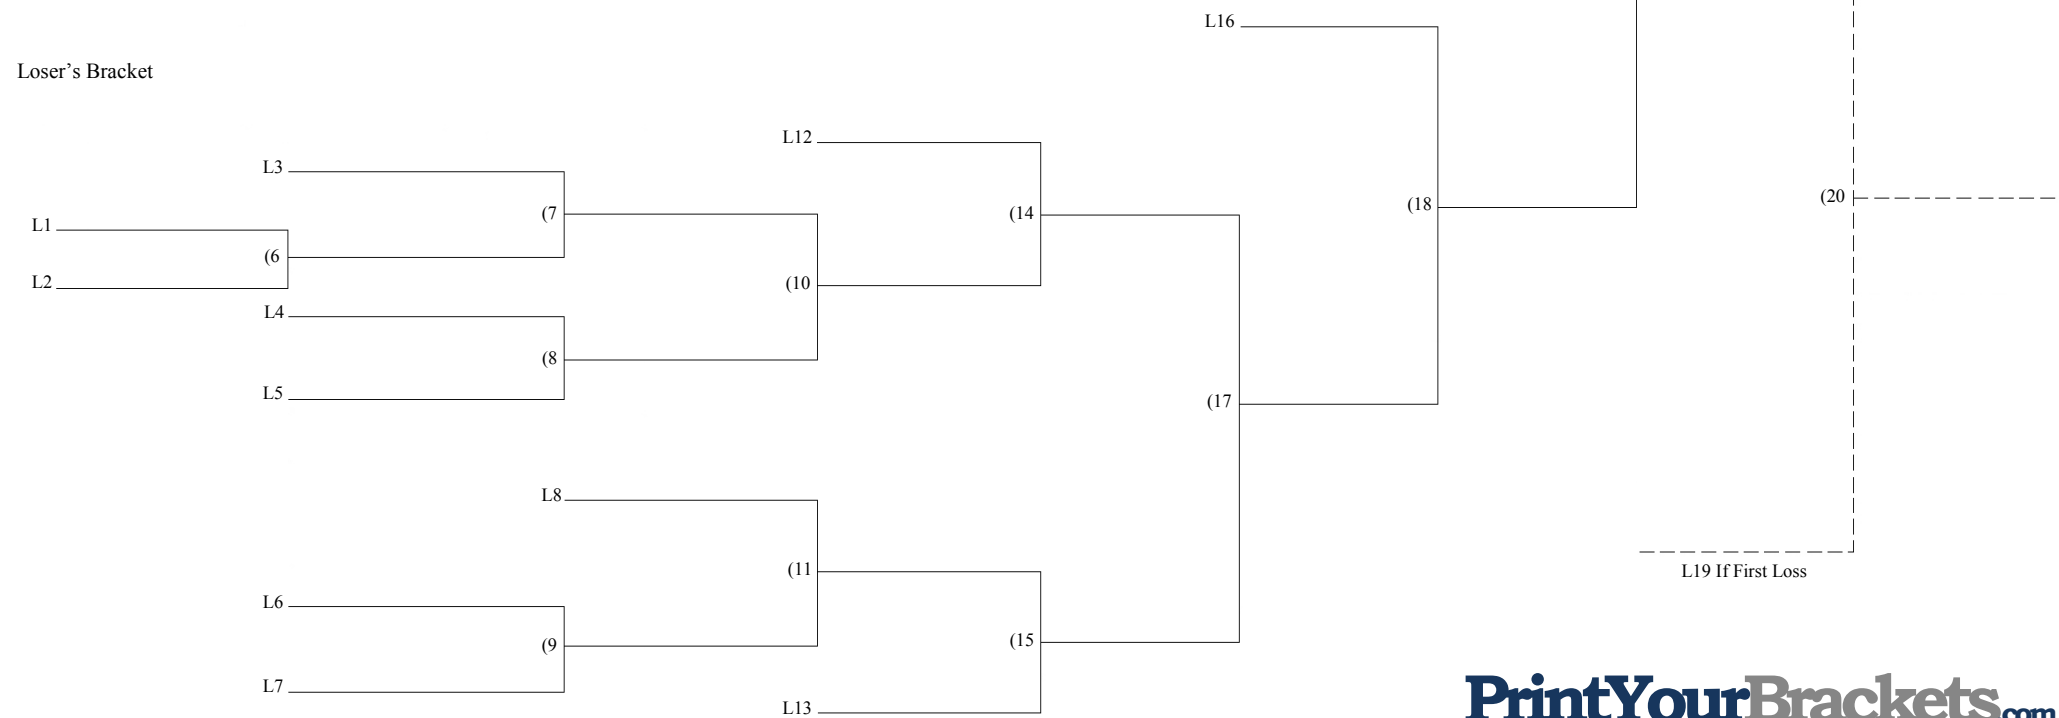 L16
Loser’s Bracket
L12
L3
(20
(7
(14
(18
L1
(6
L2
(10
L4
(8
L5
(17
L8
(11
L19 If First Loss
L6
(15
(9
L7
L13
PrintYourBrackets.com